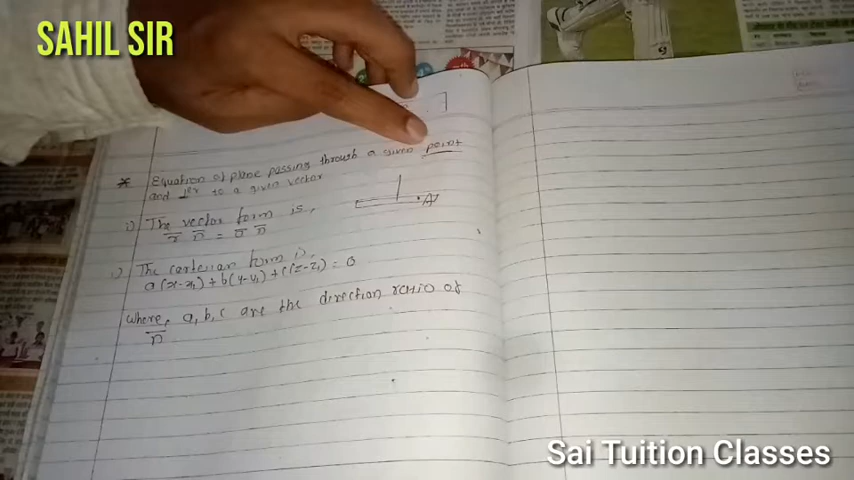 SAHIL SIR
* Equation of plane passing through a given point
and ⊥er to a given vector
i) The vector form is,
r̅ n̅ = a̅ n̅
A
The cartesian form is,
a(x-x₁)+b(y-y₁)+c(z-z₁)=0
where, a,b,c are the direction ratio of
n̅
Sai Tuition Classes